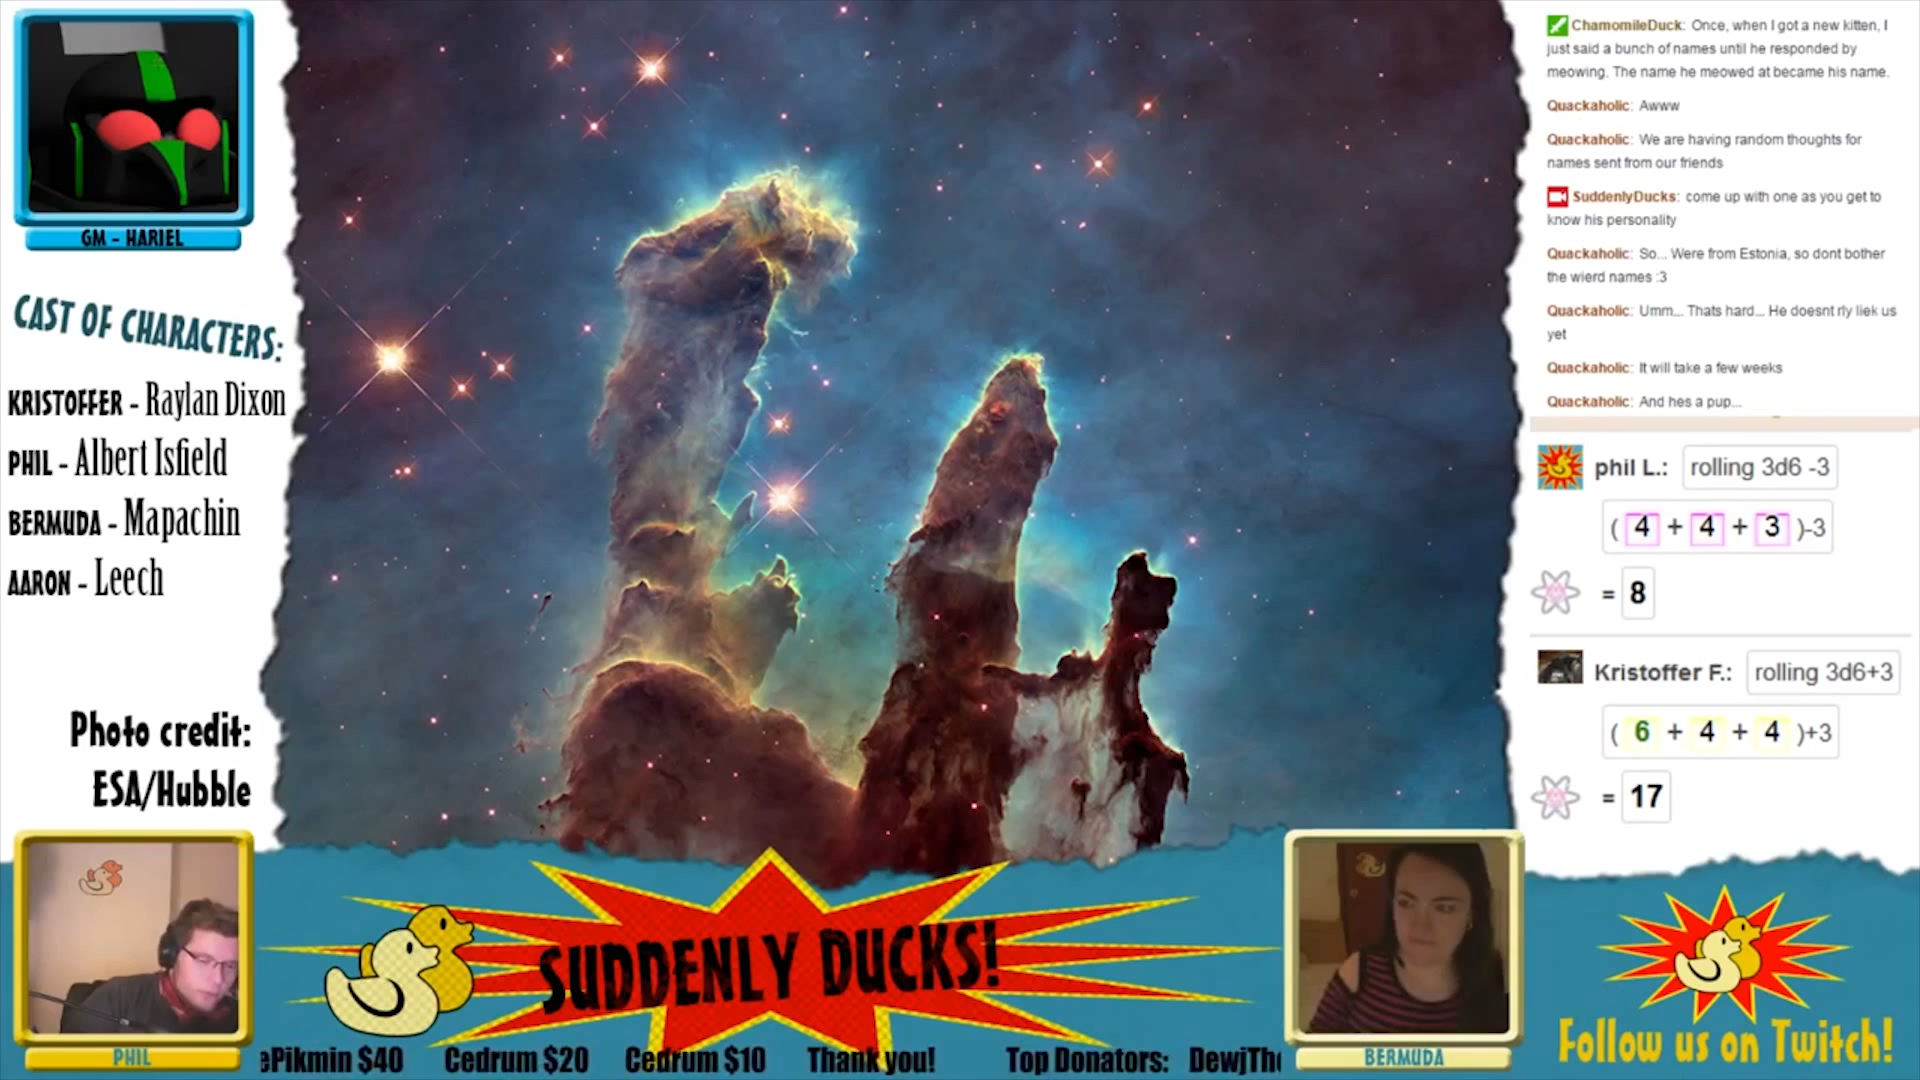 GM - HARIEL
CAST OF CHARACTERS:
KRISTOFFER - Raylan Dixon
PHIL - Albert Isfield
BERMUDA - Mapachin
AARON - Leech
Photo credit:
ESA/Hubble
PHIL
SUDDENLY DUCKS!
ePikmin $40 Cedrum $20 Cedrum $10 Thank you! Top Donators: DewjTh
BERMUDA
ChamomileDuck: Once, when I got a new kitten, I
just said a bunch of names until he responded by
meowing. The name he meowed at became his name.
Quackaholic: Awww
Quackaholic: We are having random thoughts for
names sent from our friends
SuddenlyDucks: come up with one as you get to
know his personality
Quackaholic: So... Were from Estonia, so dont bother
the wierd names :3
Quackaholic: Umm... Thats hard... He doesnt rly liek us
yet
Quackaholic: It will take a few weeks
Quackaholic: And hes a pup...
phil L.: rolling 3d6 -3
( 4 + 4 + 3 )-3
= 8
Kristoffer F.: rolling 3d6+3
( 6 + 4 + 4 )+3
= 17
Follow us on Twitch!